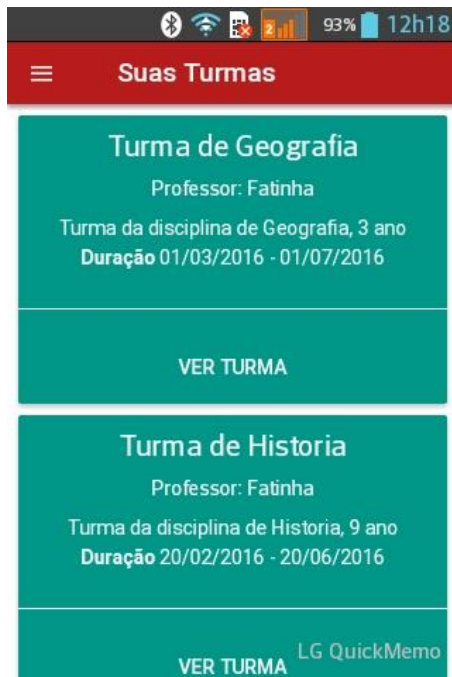 2 93% 12h18
Suas Turmas
Turma de Geografia
Professor: Fatinha
Turma da disciplina de Geografia, 3 ano
Duração 01/03/2016 - 01/07/2016
VER TURMA
Turma de Historia
Professor: Fatinha
Turma da disciplina de Historia, 9 ano
Duração 20/02/2016 - 20/06/2016
VER TURMA
LG QuickMemo